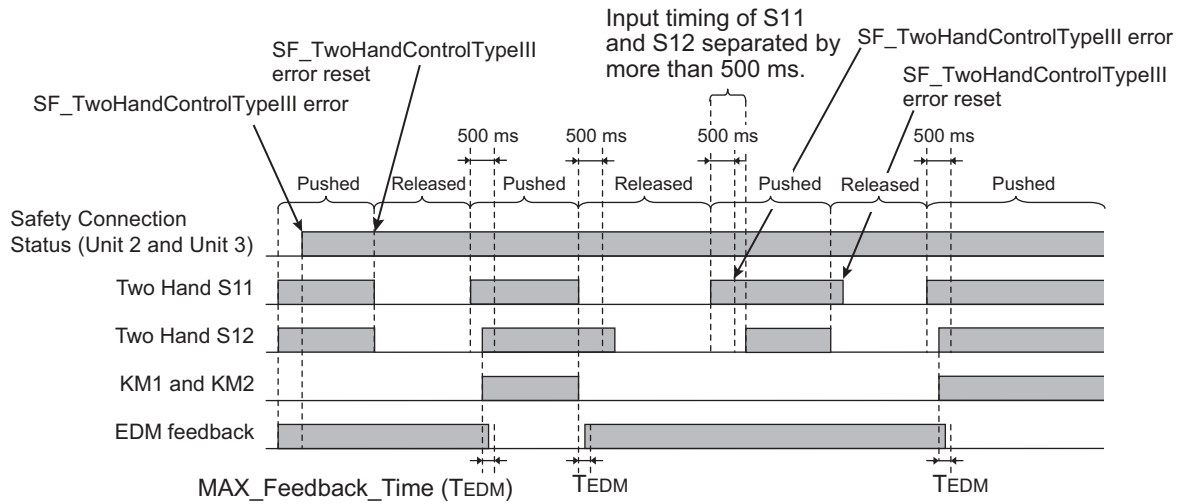 Input timing of S11
and S12 separated by
more than 500 ms.
SF_TwoHandControlTypeIII error
SF_TwoHandControlTypeIII
error reset
SF_TwoHandControlTypeIII
error reset
SF_TwoHandControlTypeIII error
500 ms
500 ms
500 ms
500 ms
Pushed
Released
Pushed
Released
Pushed
Released
Pushed
Safety Connection
Status (Unit 2 and Unit 3)
Two Hand S11
Two Hand S12
KM1 and KM2
EDM feedback
MAX_Feedback_Time (TEDM)
TEDM
TEDM